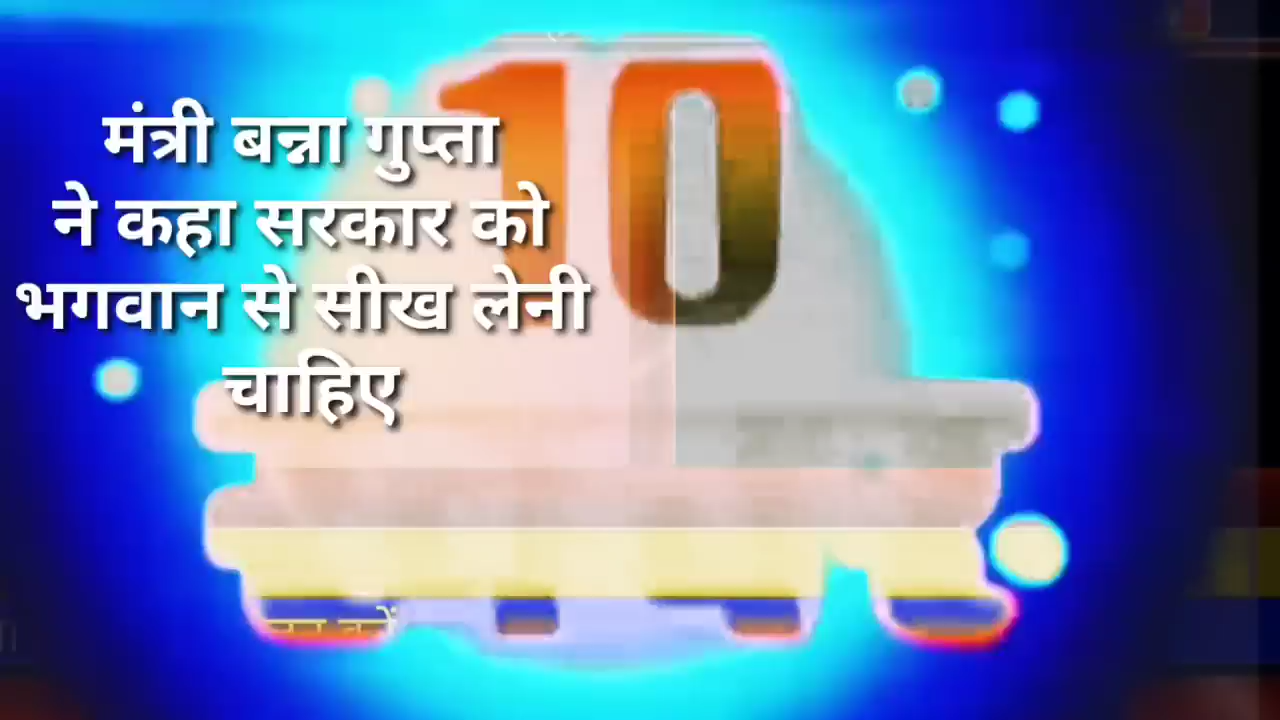 10
मंत्री बन्ना गुप्ता
ने कहा सरकार को
भगवान से सीख लेनी
चाहिए